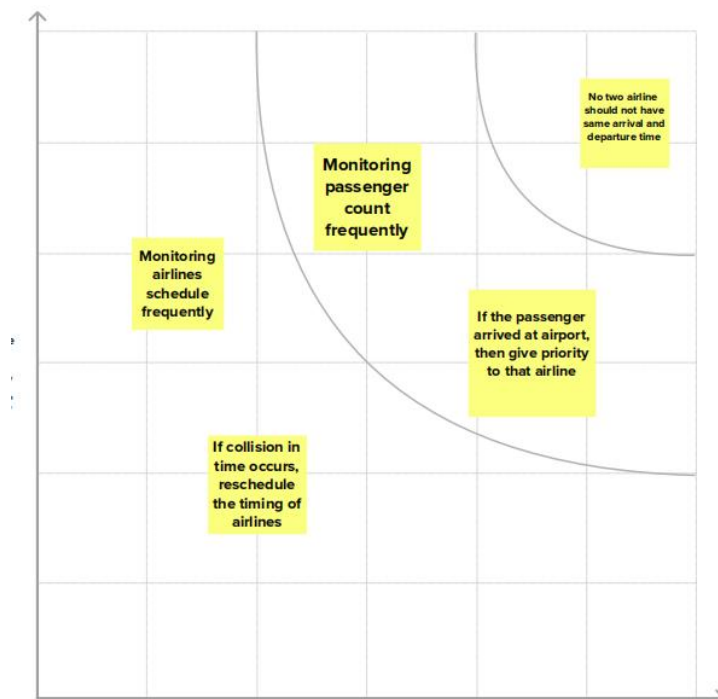 No two airline
should not have
same arrival and
departure time
Monitoring
passenger
count
frequently
Monitoring
airlines
schedule
frequently
If the passenger
arrived at airport,
then give priority
to that airline
If collision in
time occurs,
reschedule
the timing of
airlines